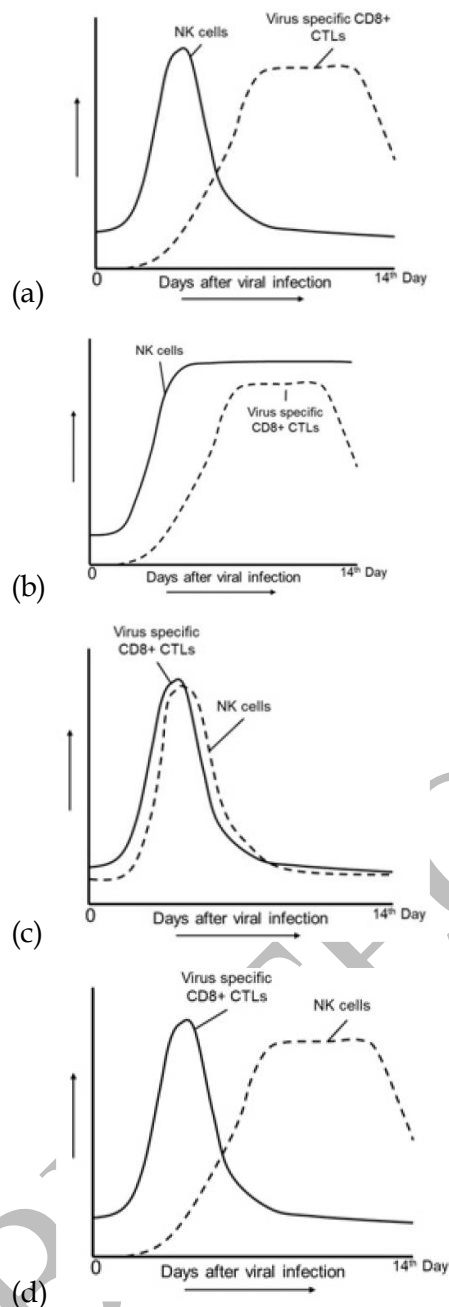 NK cells
Virus specific CD8+
CTLs
0
Days after viral infection
14th Day
(a)
NK cells
Virus specific
CD8+ CTLs
0
Days after viral infection
14th Day
(b)
Virus specific
CD8+ CTLs
NK cells
0
Days after viral infection
14th Day
(c)
Virus specific
CD8+ CTLs
NK cells
0
Days after viral infection
14th Day
(d)